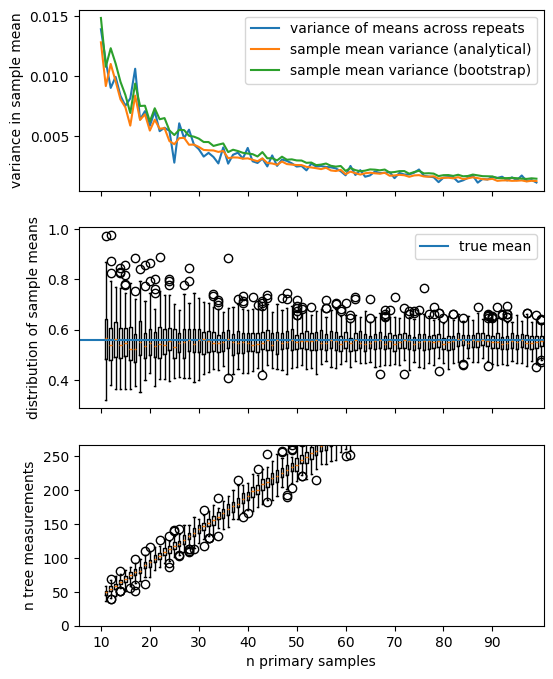 variance in sample mean
0.015
0.010
0.005
variance of means across repeats
sample mean variance (analytical)
sample mean variance (bootstrap)
distribution of sample means
1.0
0.8
0.6
0.4
true mean
n tree measurements
250
200
150
100
50
0
10 20 30 40 50 60 70 80 90
n primary samples